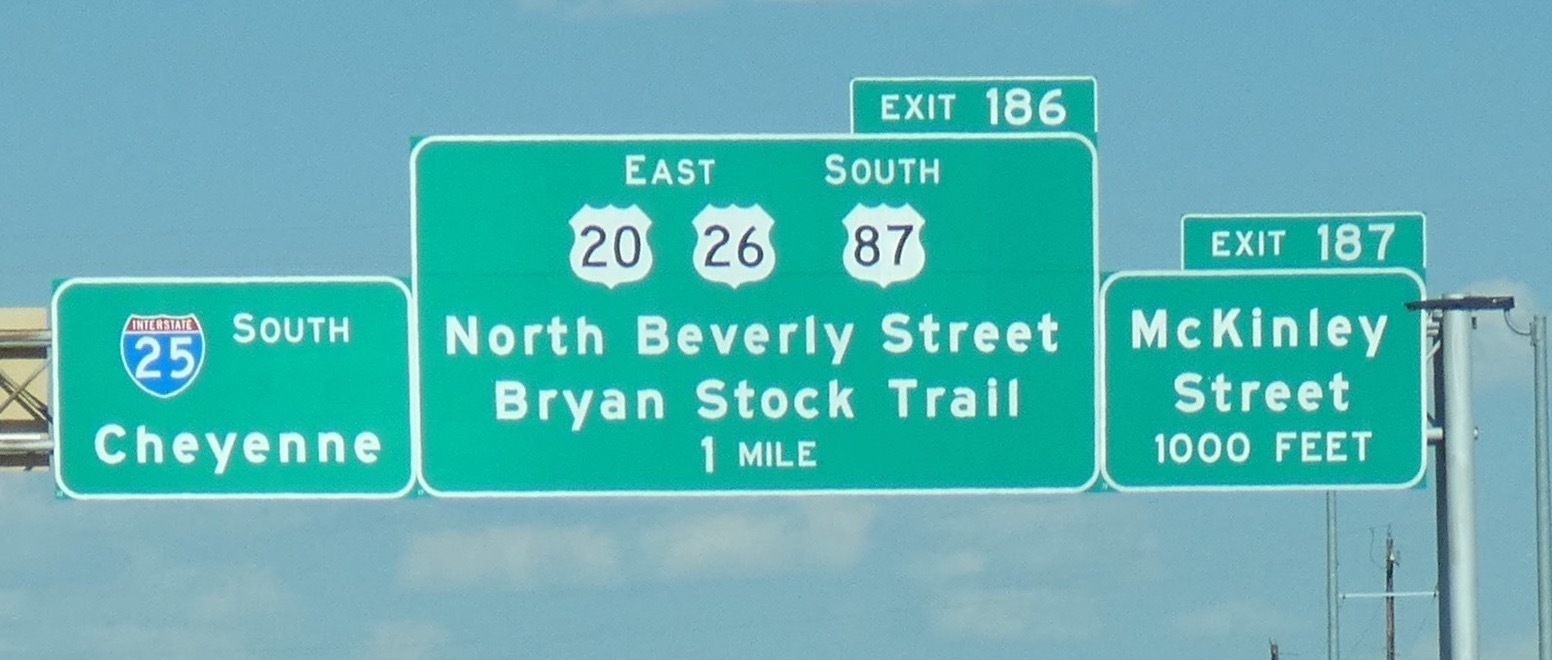 INTERSTATE
25 SOUTH
Cheyenne
EXIT 186
EAST SOUTH
20 26 87
North Beverly Street
Bryan Stock Trail
1 MILE
EXIT 187
McKinley
Street
1000 FEET